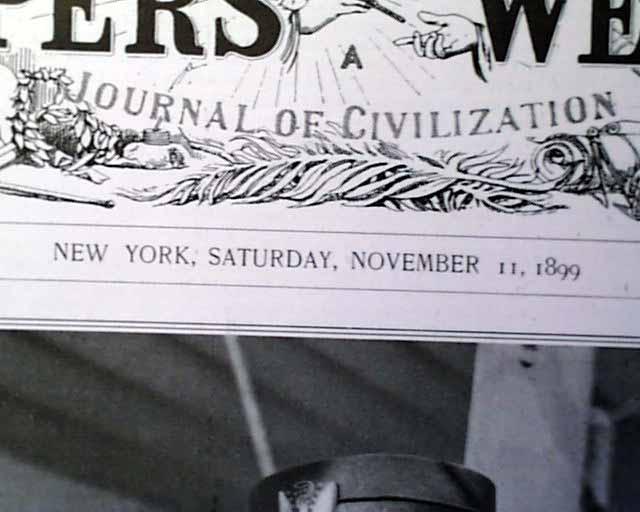 PERS WE
A
JOURNAL OF CIVILIZATION
NEW YORK, SATURDAY, NOVEMBER 11, 1899